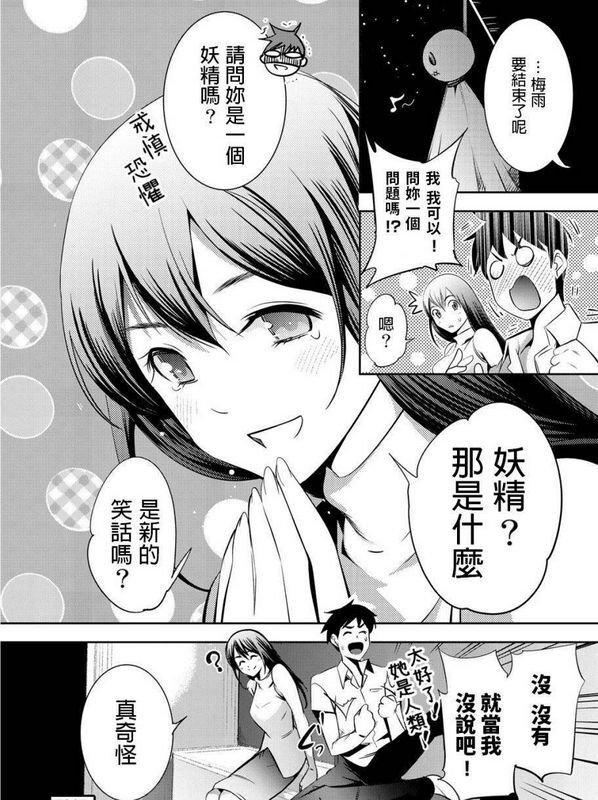 …梅雨
要結束了呢
我 我可以!
問妳一個
問題嗎!?
嗯?
請問妳是一個
妖精嗎?
戒慎
恐懼
妖精?
那是什麼
是新的
笑話嗎?
沒 沒有
就當我
沒說吧!
太好了
她是人類!
?
真奇怪